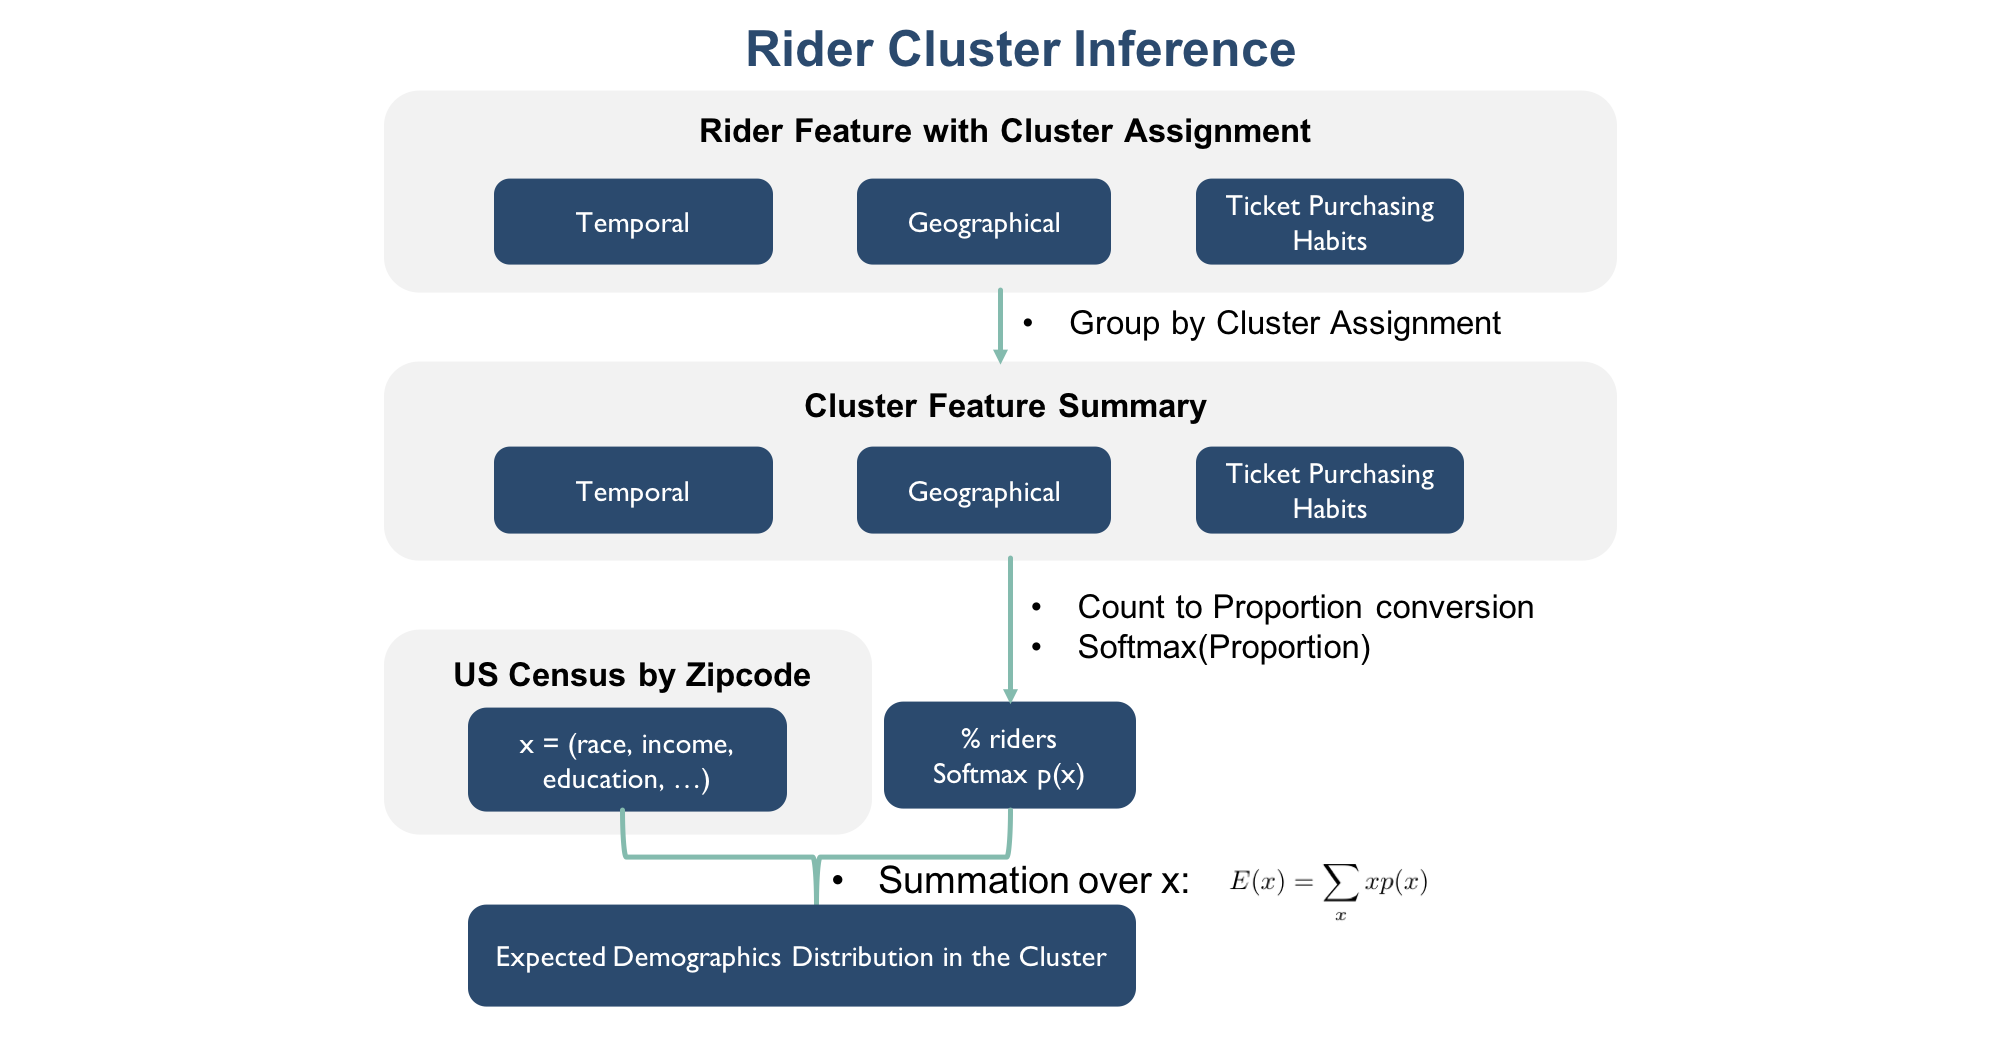 Rider Cluster Inference
Rider Feature with Cluster Assignment
Temporal
Geographical
Ticket Purchasing
Habits
• Group by Cluster Assignment
Cluster Feature Summary
Temporal
Geographical
Ticket Purchasing
Habits
• Count to Proportion conversion
• Softmax(Proportion)
US Census by Zipcode
x = (race, income,
education, …)
% riders
Softmax p(x)
• Summation over x: E(x) = ∑ₓ xp(x)
Expected Demographics Distribution in the Cluster